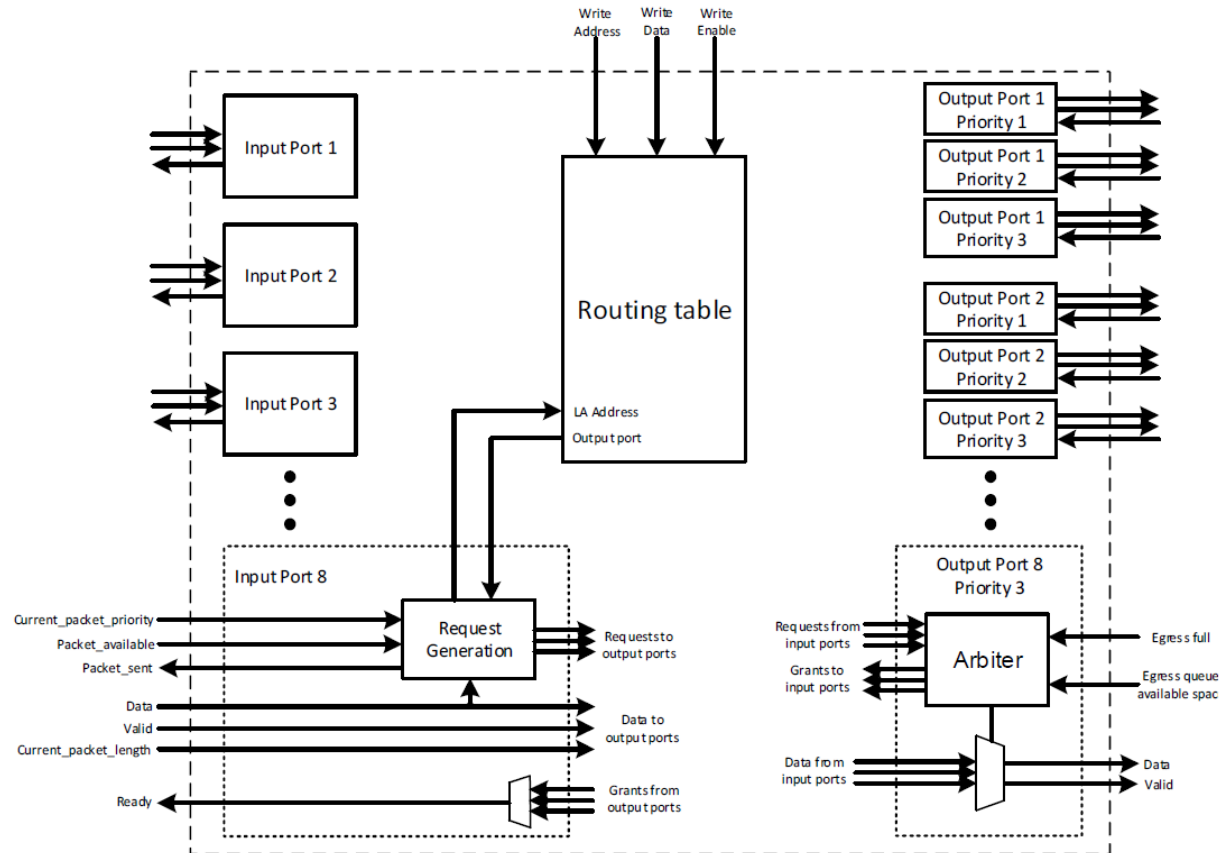 Write
Address
Write
Data
Write
Enable
Input Port 1
Input Port 2
Input Port 3
Routing table
LA Address
Output port
Output Port 1
Priority 1
Output Port 1
Priority 2
Output Port 1
Priority 3
Output Port 2
Priority 1
Output Port 2
Priority 2
Output Port 2
Priority 3
Input Port 8
Current_packet_priority
Packet_available
Packet_sent
Data
Valid
Current_packet_length
Ready
Request
Generation
Requests to
output ports
Data to
output ports
Grants from
output ports
Output Port 8
Priority 3
Requests from
input ports
Grants to
input ports
Arbiter
Egress full
Egress queue
available spac
Data from
input ports
Data
Valid